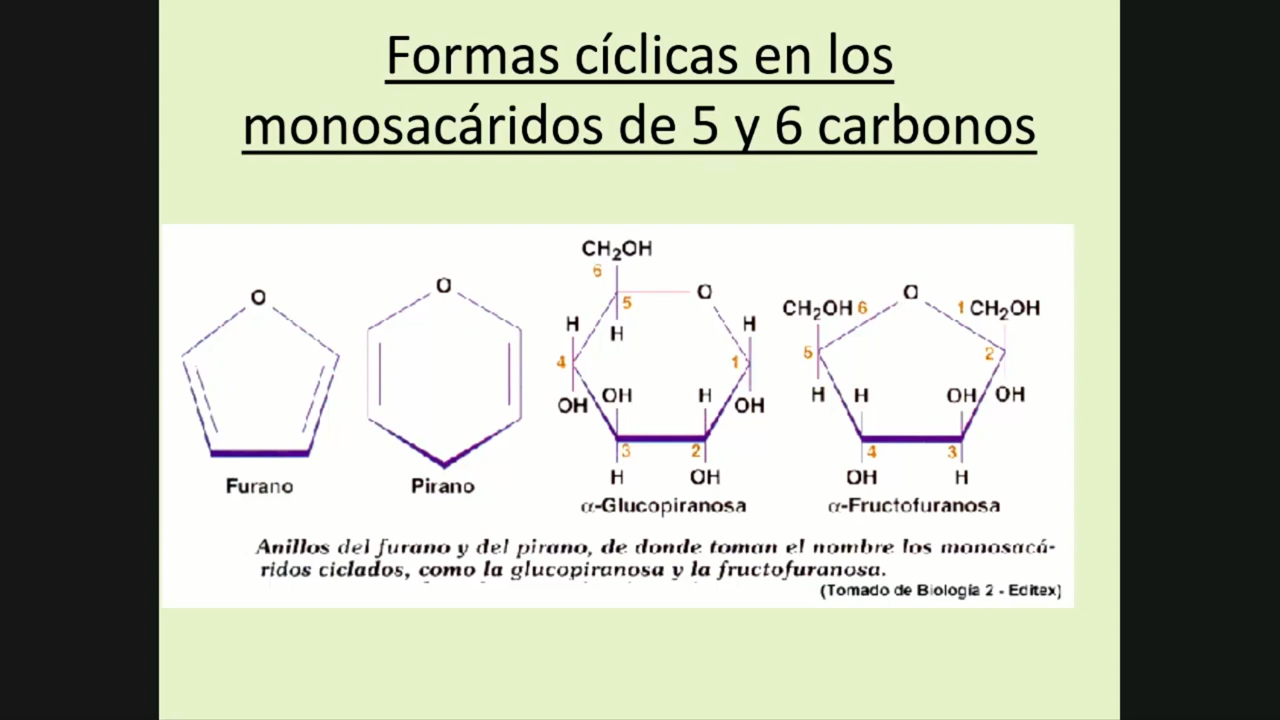 Formas cíclicas en los
monosacáridos de 5 y 6 carbonos
O
Furano
O
Pirano
CH₂OH
6
5
O
H
H
H
4
1
OH
OH
H
OH
3
2
H
OH
α-Glucopiranosa
O
CH₂OH 6
1 CH₂OH
5
2
H
H
OH
OH
4
3
OH
H
α-Fructofuranosa
Anillos del furano y del pirano, de donde toman el nombre los monosacá-
ridos ciclados, como la glucopiranosa y la fructofuranosa.
(Tomado de Biología 2 - Editex)